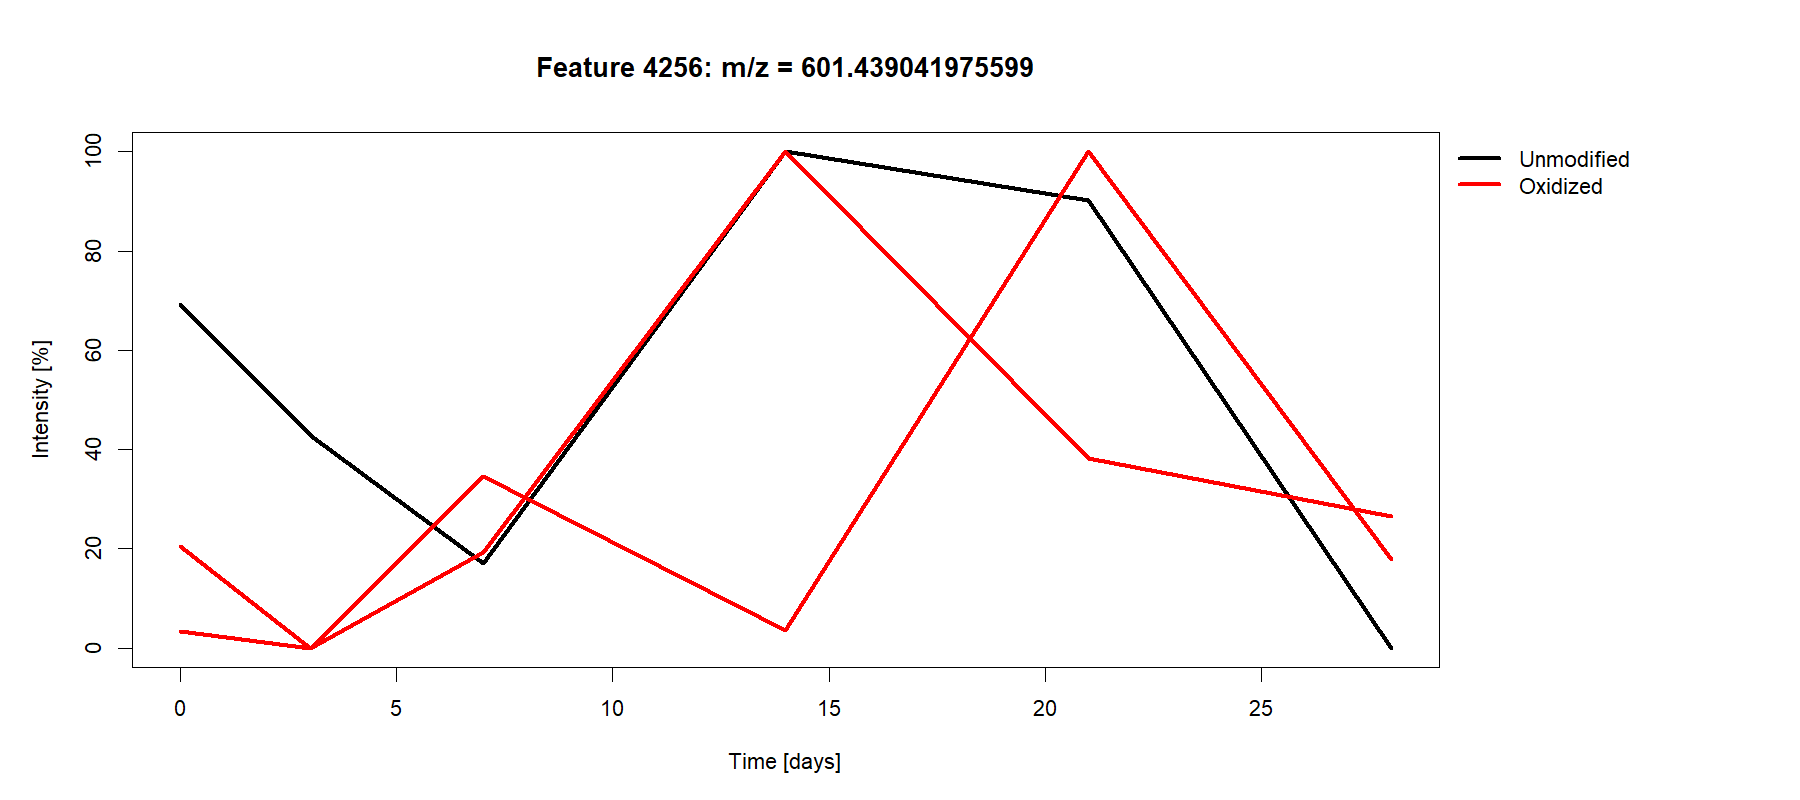 Feature 4256: m/z = 601.439041975599
Unmodified
Oxidized
Intensity [%]
100
80
60
40
20
0
0 5 10 15 20 25
Time [days]